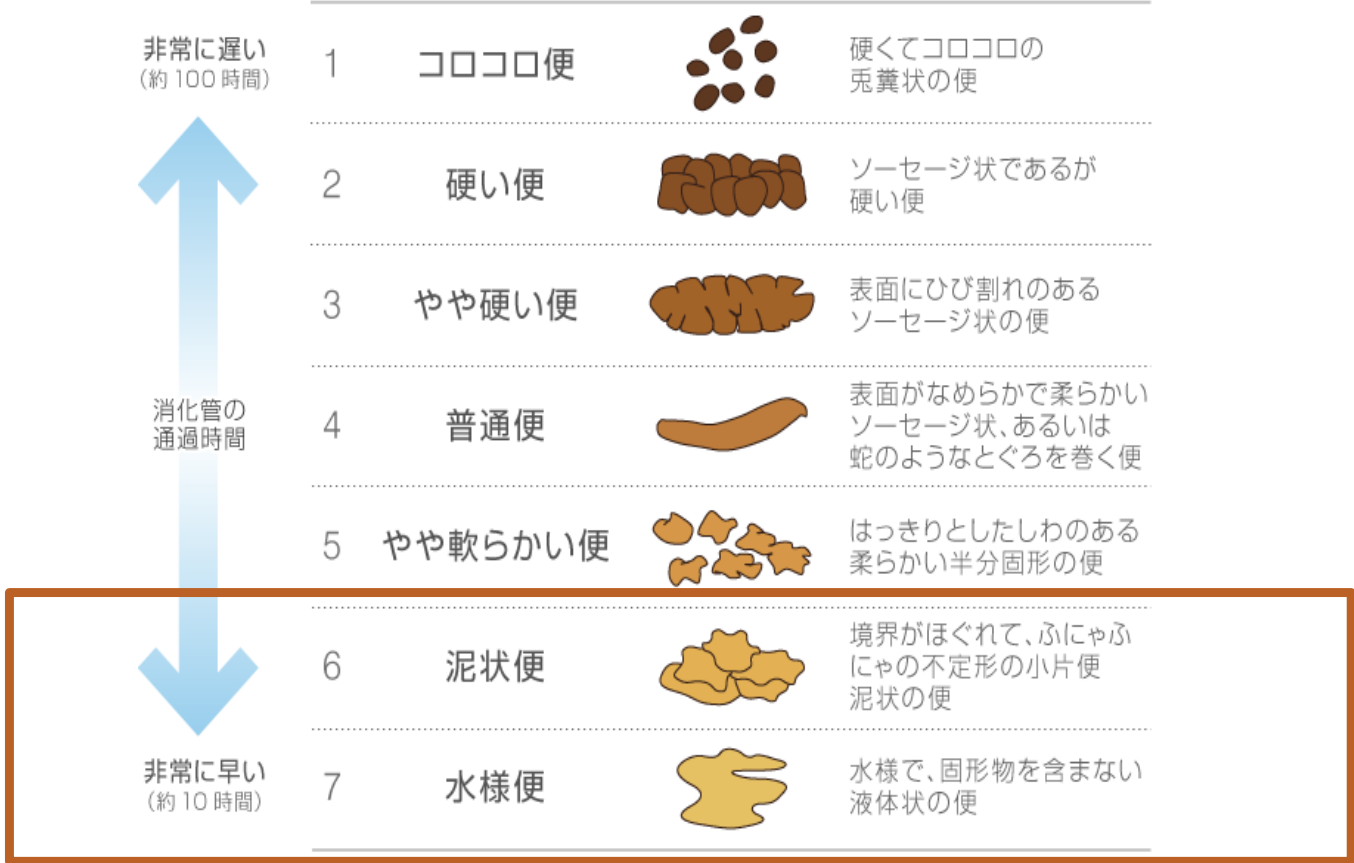 非常に遅い
(約100時間)
1
コロコロ便
硬くてコロコロの
兎糞状の便
2
硬い便
ソーセージ状であるが
硬い便
3
やや硬い便
表面にひび割れのある
ソーセージ状の便
消化管の
通過時間
4
普通便
表面がなめらかで柔らかい
ソーセージ状、あるいは
蛇のようなとぐろを巻く便
5
やや軟らかい便
はっきりとしたしわのある
柔らかい半分固形の便
6
泥状便
境界がほぐれて、ふにゃふ
にゃの不定形の小片便
泥状の便
非常に早い
(約10時間)
7
水様便
水様で、固形物を含まない
液体状の便